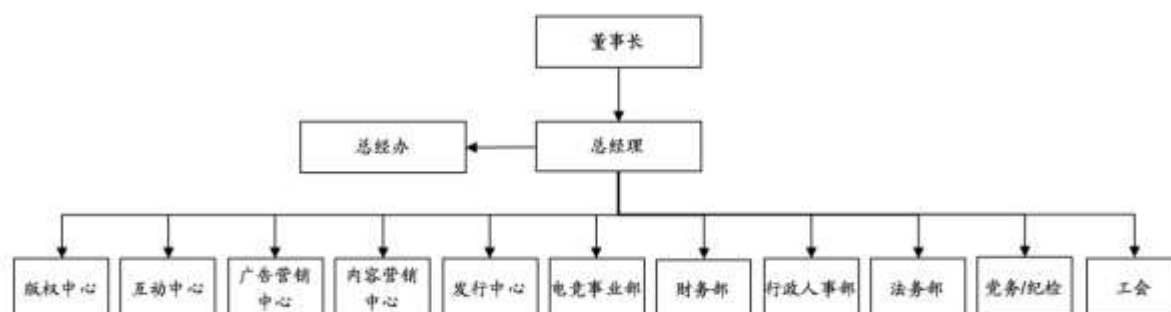 董事长
总经办
总经理
版权中心
互动中心
广告营销
中心
内容营销
中心
发行中心
电竞事业部
财务部
行政人事部
法务部
党务/纪检
工会